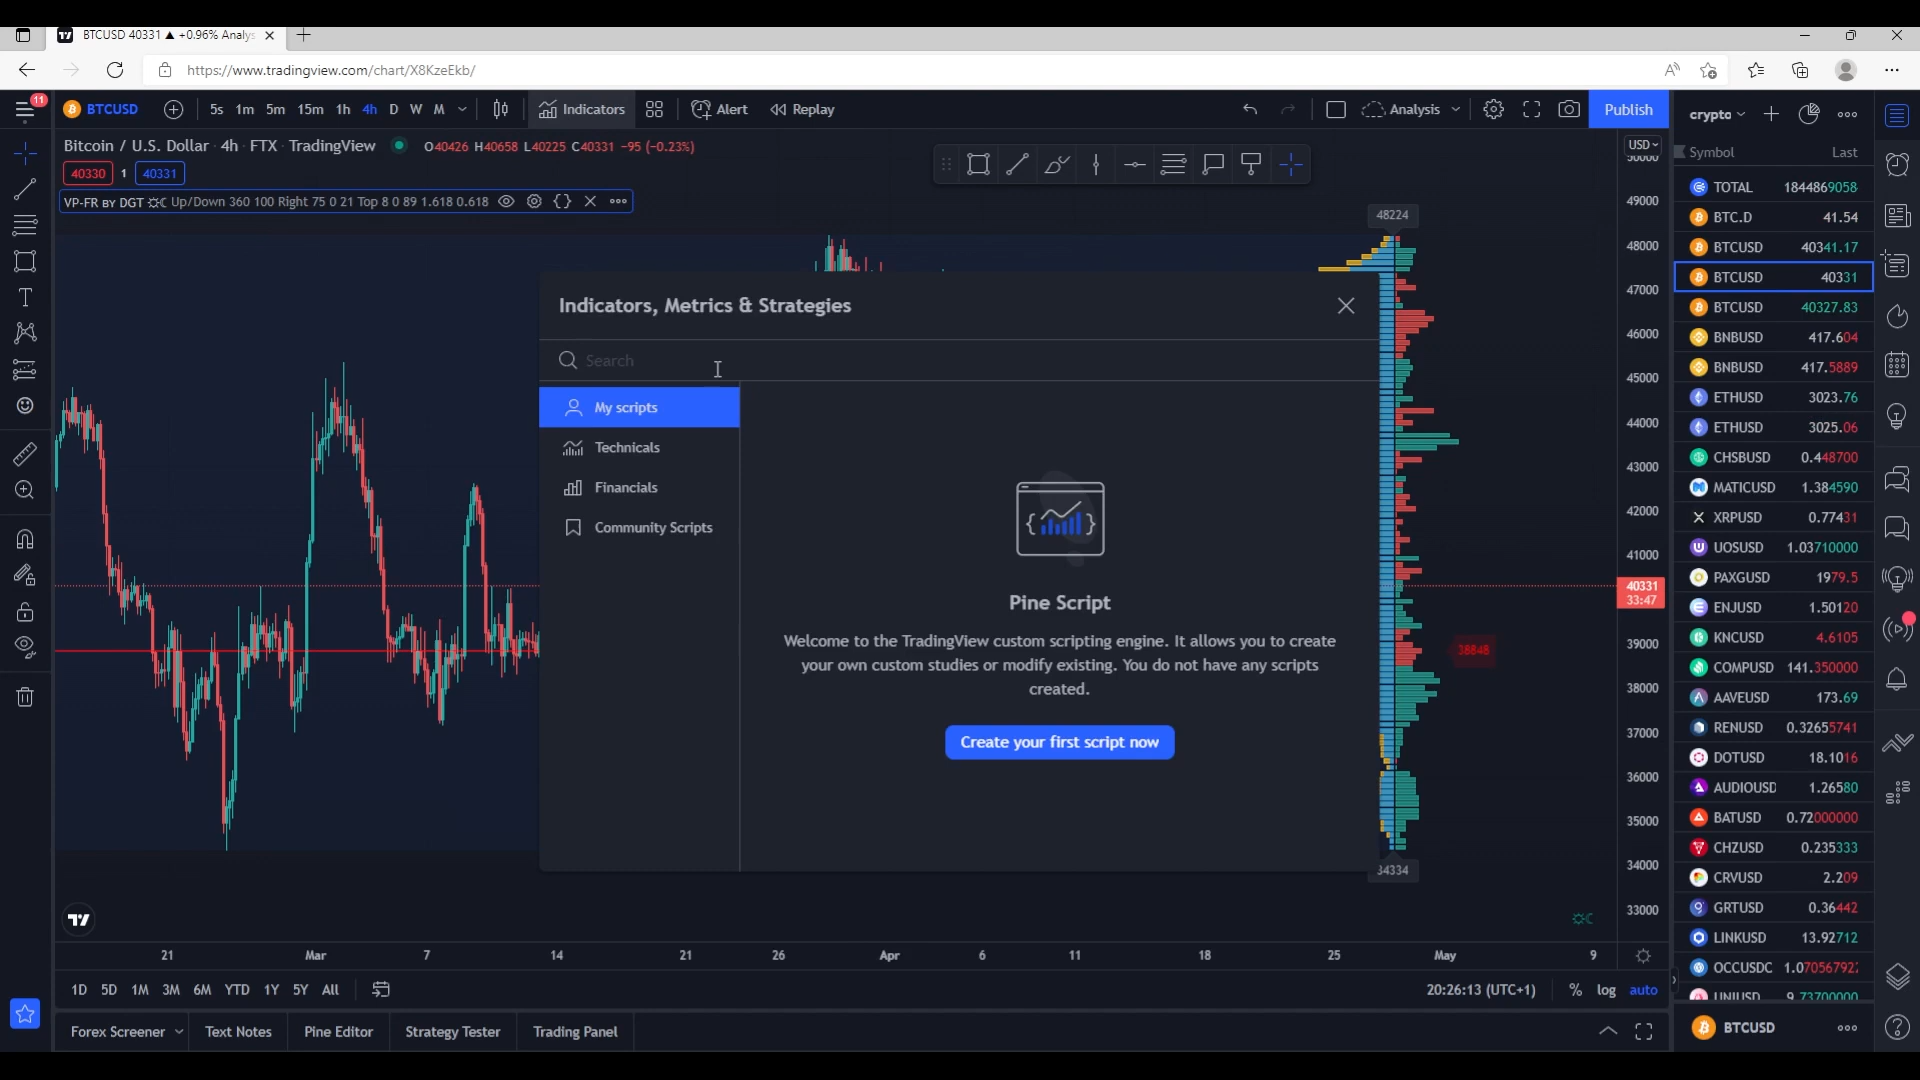 BTCUSD 40331 ▲ +0.96% Analys
https://www.tradingview.com/chart/X8KzeEkb/
11
BTCUSD
5s 1m 5m 15m 1h 4h D W M
Indicators
Alert
Replay
Analysis
Publish
crypto
Bitcoin / U.S. Dollar · 4h · FTX · TradingView
O40426 H40658 L40225 C40331 −95 (−0.23%)
40330 1 40331
VP-FR BY DGT Up/Down 360 100 Right 75 0 21 Top 8 0 89 1.618 0.618
USD
50000
49000
48000
47000
46000
45000
44000
43000
42000
41000
40331
33:47
39000
38000
37000
36000
35000
34000
33000
48224
38848
34334
Indicators, Metrics & Strategies
Search
My scripts
Technicals
Financials
Community Scripts
Pine Script
Welcome to the TradingView custom scripting engine. It allows you to create
your own custom studies or modify existing. You do not have any scripts
created.
Create your first script now
21 Mar 7 14 21 26 Apr 6 11 18 25 May 9
1D 5D 1M 3M 6M YTD 1Y 5Y All
20:26:13 (UTC+1)
% log auto
Forex Screener Text Notes Pine Editor Strategy Tester Trading Panel
Symbol Last
TOTAL 1844869058
BTC.D 41.54
BTCUSD 40341.17
BTCUSD 40331
BTCUSD 40327.83
BNBUSD 417.604
BNBUSD 417.5889
ETHUSD 3023.76
ETHUSD 3025.06
CHSBUSD 0.448700
MATICUSD 1.384590
XRPUSD 0.77431
UOSUSD 1.03710000
PAXGUSD 1979.5
ENJUSD 1.50120
KNCUSD 4.6105
COMPUSD 141.350000
AAVEUSD 173.69
RENUSD 0.32655741
DOTUSD 18.1016
AUDIOUSD 1.26580
BATUSD 0.72000000
CHZUSD 0.235333
CRVUSD 2.209
GRTUSD 0.36442
LINKUSD 13.92712
OCCUSDC 1.07056792
UNIUSD 9.73700000
BTCUSD